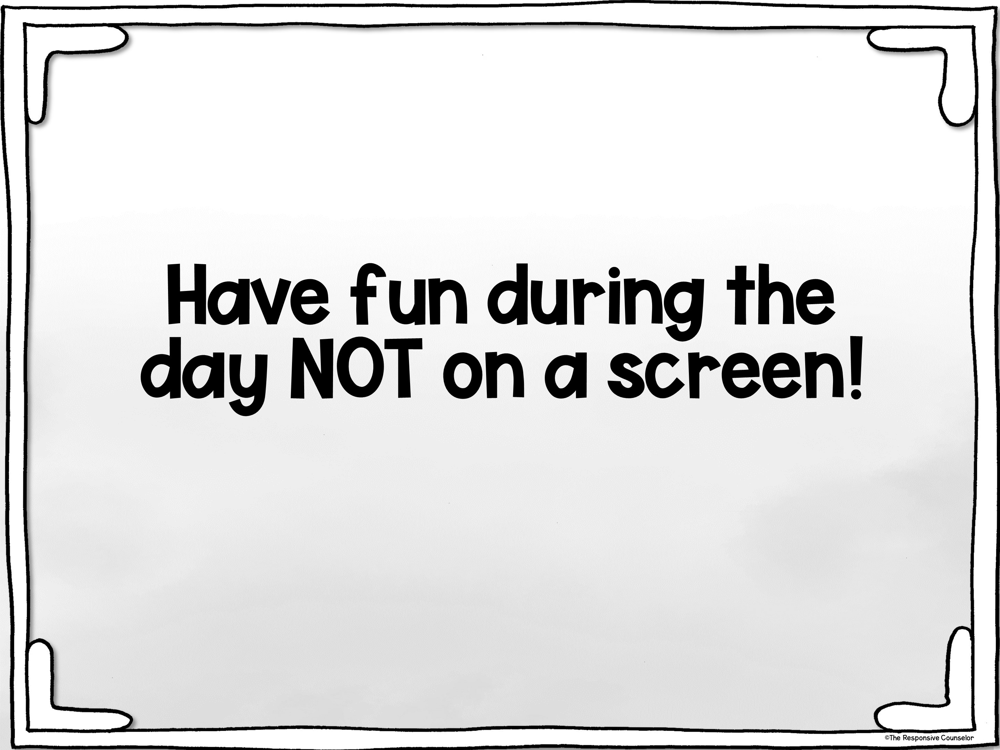 Have fun during the
day NOT on a screen!
©The Responsive Counselor